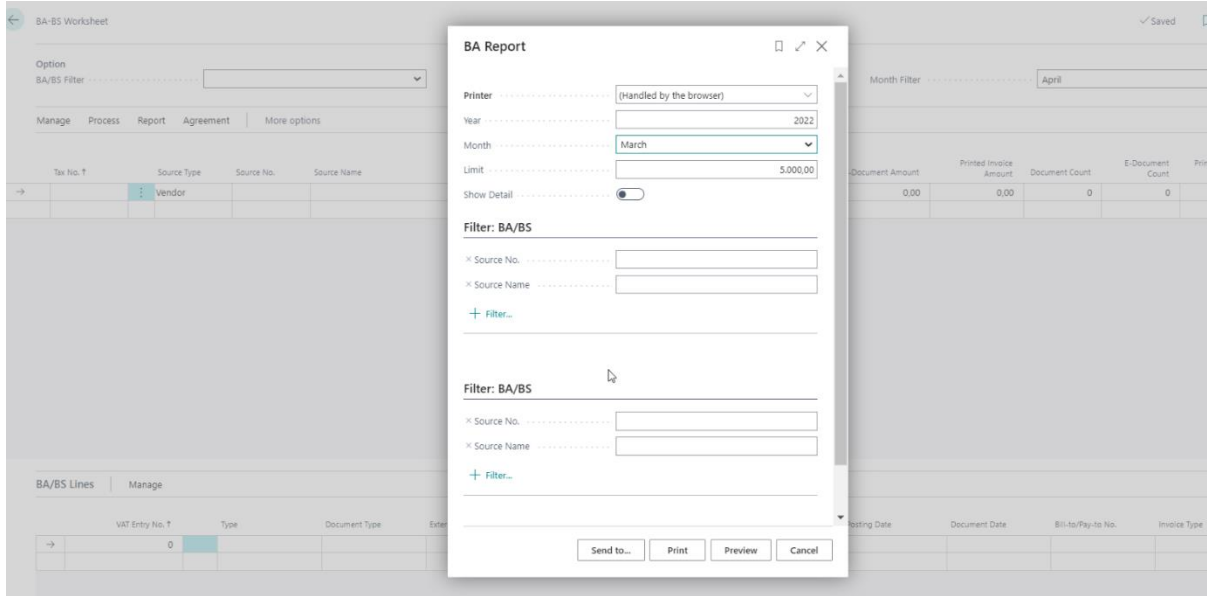 BA-BS Worksheet
Saved
Option
BA/BS Filter
Month Filter
April
Manage Process Report Agreement More options
Tax No. ↑ Source Type Source No. Source Name
-Document Amount Printed Invoice Amount Document Count E-Document Count
Vendor
0,00 0,00 0 0
BA Report
Printer (Handled by the browser)
Year 2022
Month March
Limit 5.000,00
Show Detail
Filter: BA/BS
× Source No.
× Source Name
+ Filter...
Filter: BA/BS
× Source No.
× Source Name
+ Filter...
Send to... Print Preview Cancel
BA/BS Lines Manage
VAT Entry No. ↑ Type Document Type
Posting Date Document Date Bill-to/Pay-to No. Invoice Type
0